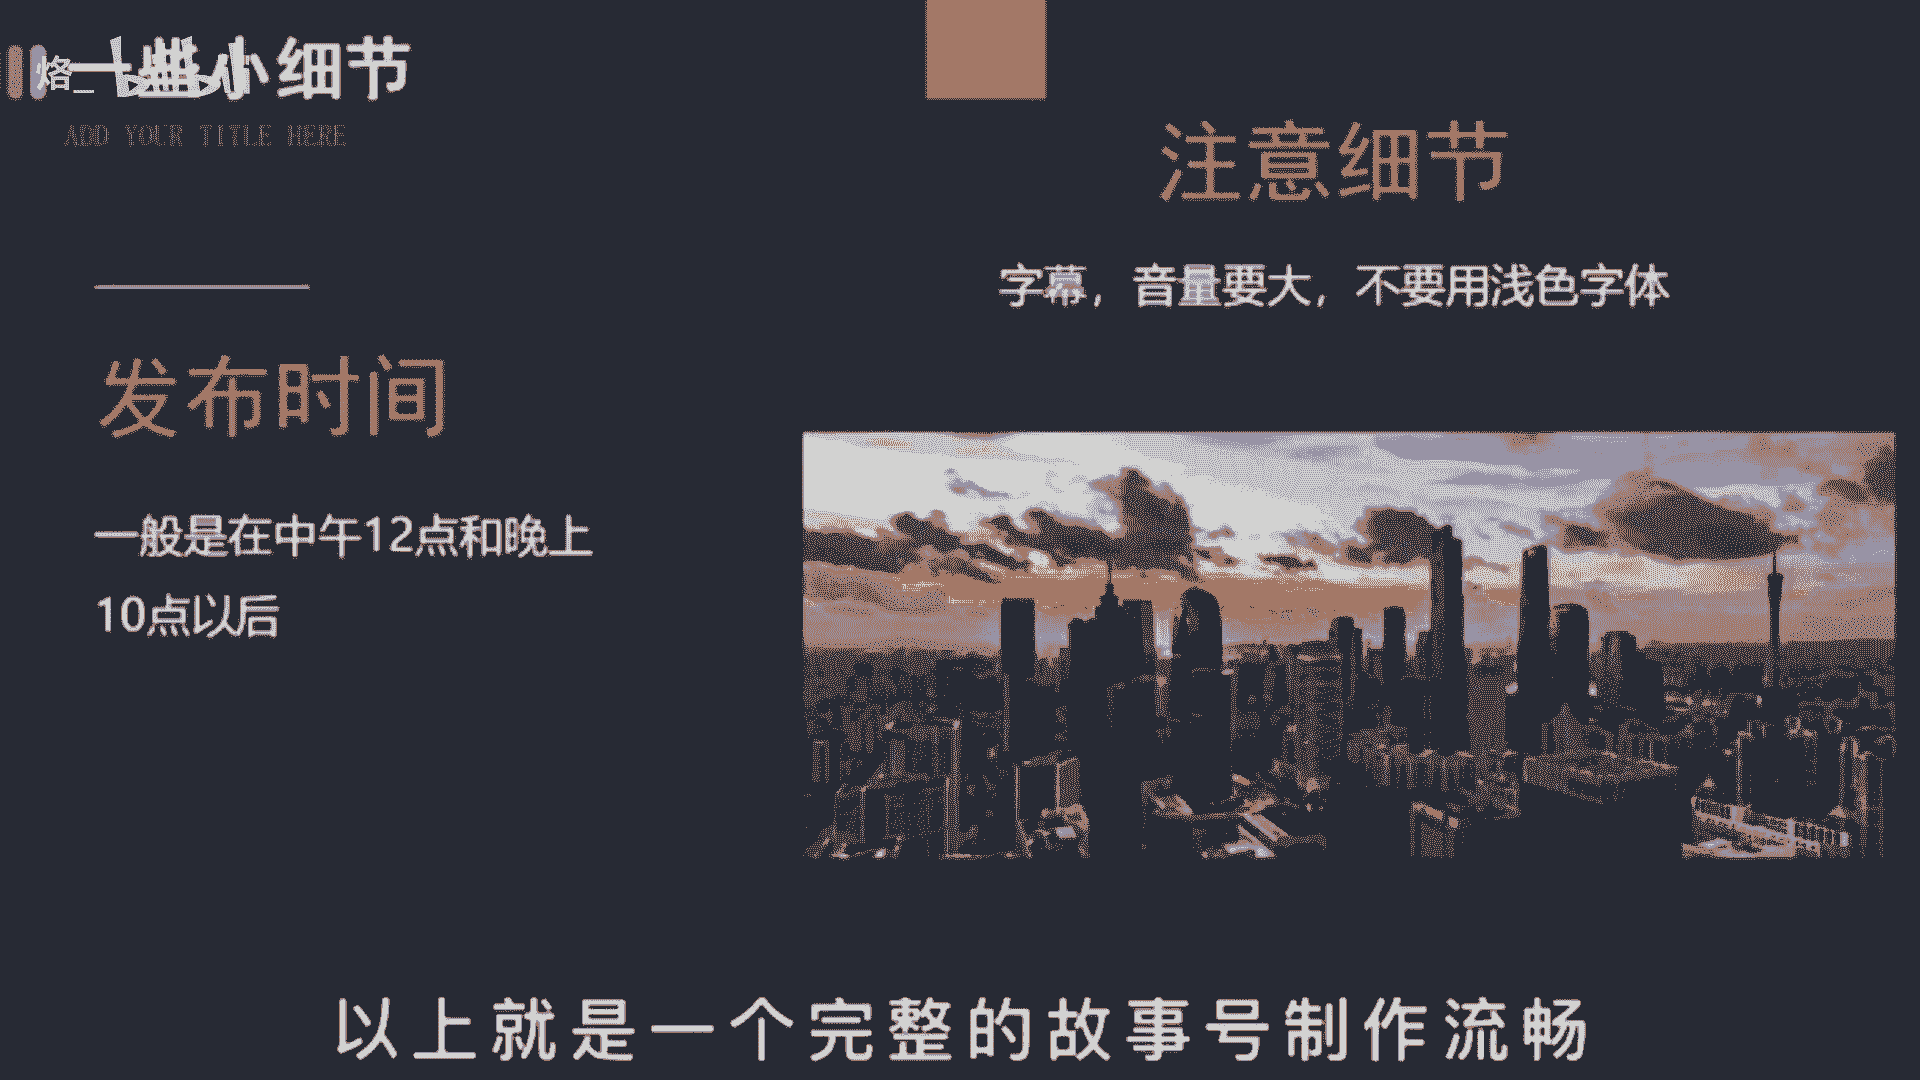 一些小细节
ADD YOUR TITLE HERE
注意细节
字幕，音量要大，不要用浅色字体
发布时间
一般是在中午12点和晚上
10点以后
以上就是一个完整的故事号制作流畅